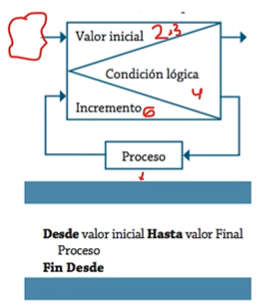 Valor inicial 2,3
Condición lógica
4
Incremento 6
Proceso
Desde valor inicial Hasta valor Final
Proceso
Fin Desde